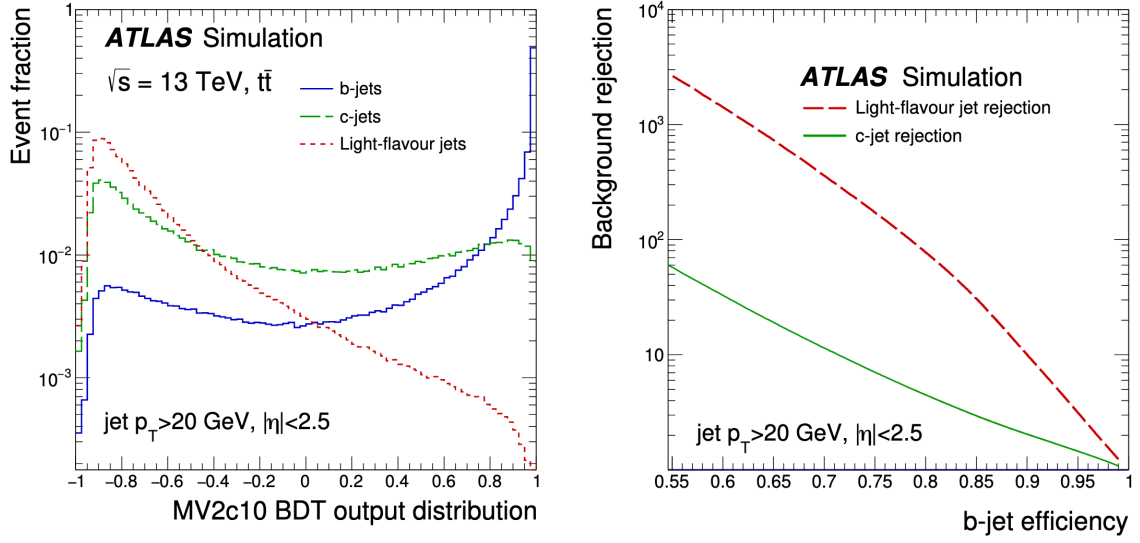 1
10⁻¹
10⁻²
10⁻³
Event fraction
ATLAS Simulation
√s = 13 TeV, tt̄
b-jets
c-jets
Light-flavour jets
jet p_T>20 GeV, |η|<2.5
−1 −0.8 −0.6 −0.4 −0.2 0 0.2 0.4 0.6 0.8 1
MV2c10 BDT output distribution
10⁴
10³
10²
10
Background rejection
ATLAS Simulation
Light-flavour jet rejection
c-jet rejection
jet p_T>20 GeV, |η|<2.5
0.55 0.6 0.65 0.7 0.75 0.8 0.85 0.9 0.95 1
b-jet efficiency